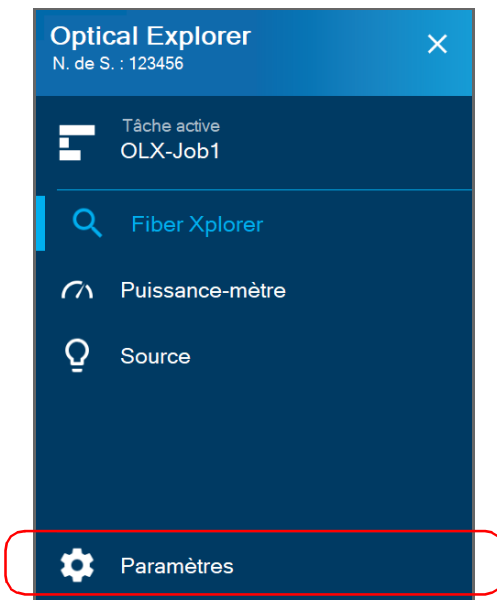 Optical Explorer
N. de S. : 123456
Tâche active
OLX-Job1
Fiber Xplorer
Puissance-mètre
Source
Paramètres